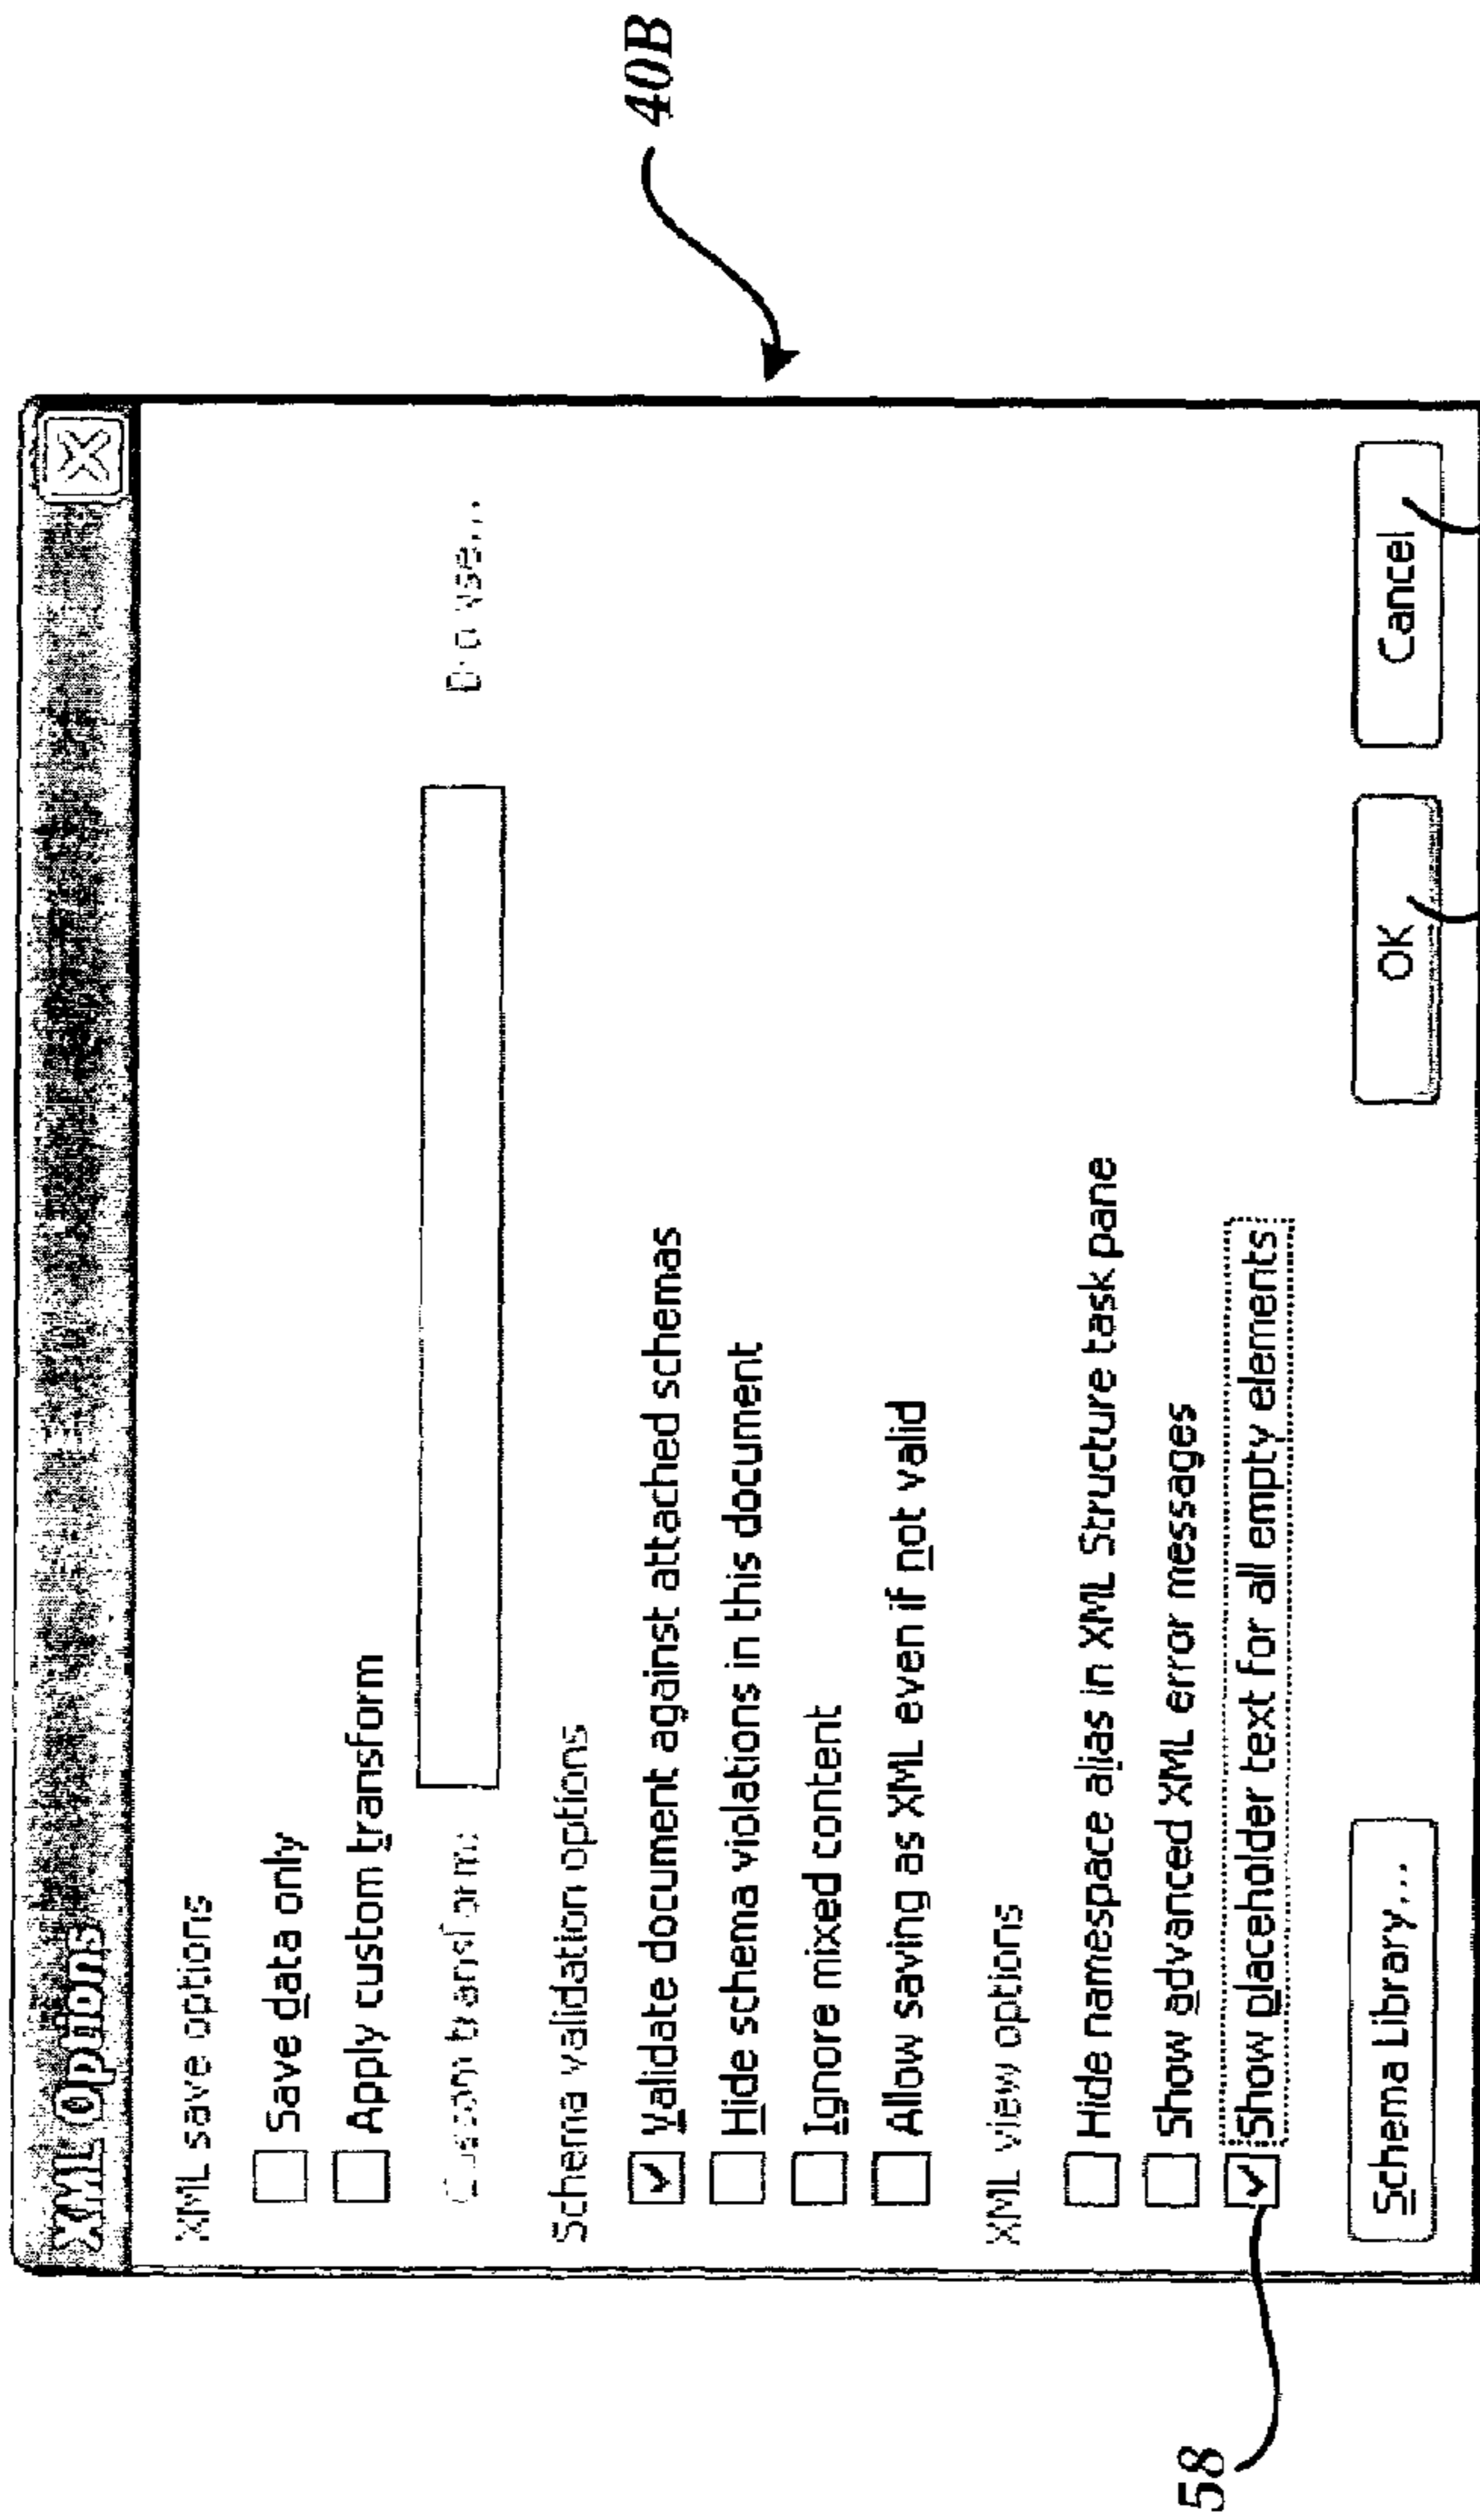 40B
XML Options
XML save options
Save data only
Apply custom transform
Custom transform:
Browse...
Schema validation options
Validate document against attached schemas
Hide schema violations in this document
Ignore mixed content
Allow saving as XML even if not valid
XML view options
Hide namespace alias in XML Structure task pane
Show advanced XML error messages
Show placeholder text for all empty elements
58
Schema Library...
OK
Cancel